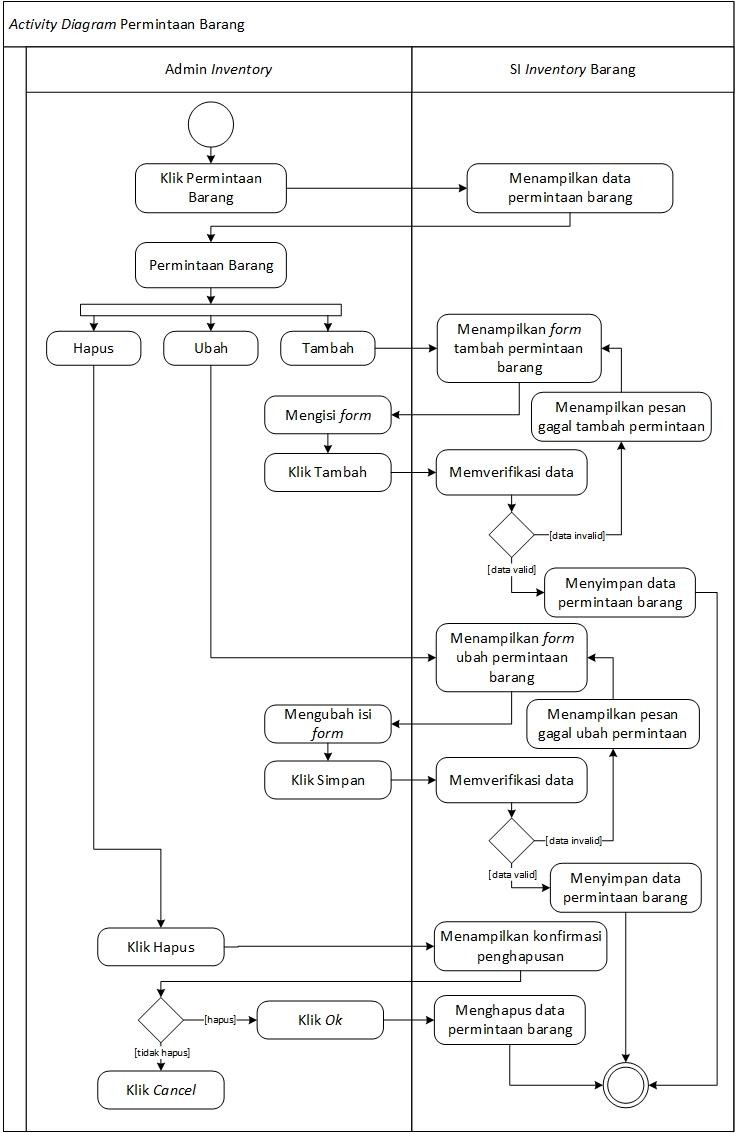 Activity Diagram Permintaan Barang
Admin Inventory
SI Inventory Barang
Klik Permintaan
Barang
Menampilkan data
permintaan barang
Permintaan Barang
Hapus
Ubah
Tambah
Menampilkan form
tambah permintaan
barang
Mengisi form
Menampilkan pesan
gagal tambah permintaan
Klik Tambah
Memverifikasi data
[data invalid]
[data valid]
Menyimpan data
permintaan barang
Menampilkan form
ubah permintaan
barang
Mengubah isi
form
Menampilkan pesan
gagal ubah permintaan
Klik Simpan
Memverifikasi data
[data invalid]
[data valid]
Menyimpan data
permintaan barang
Klik Hapus
Menampilkan konfirmasi
penghapusan
[hapus]
Klik Ok
Menghapus data
permintaan barang
[tidak hapus]
Klik Cancel